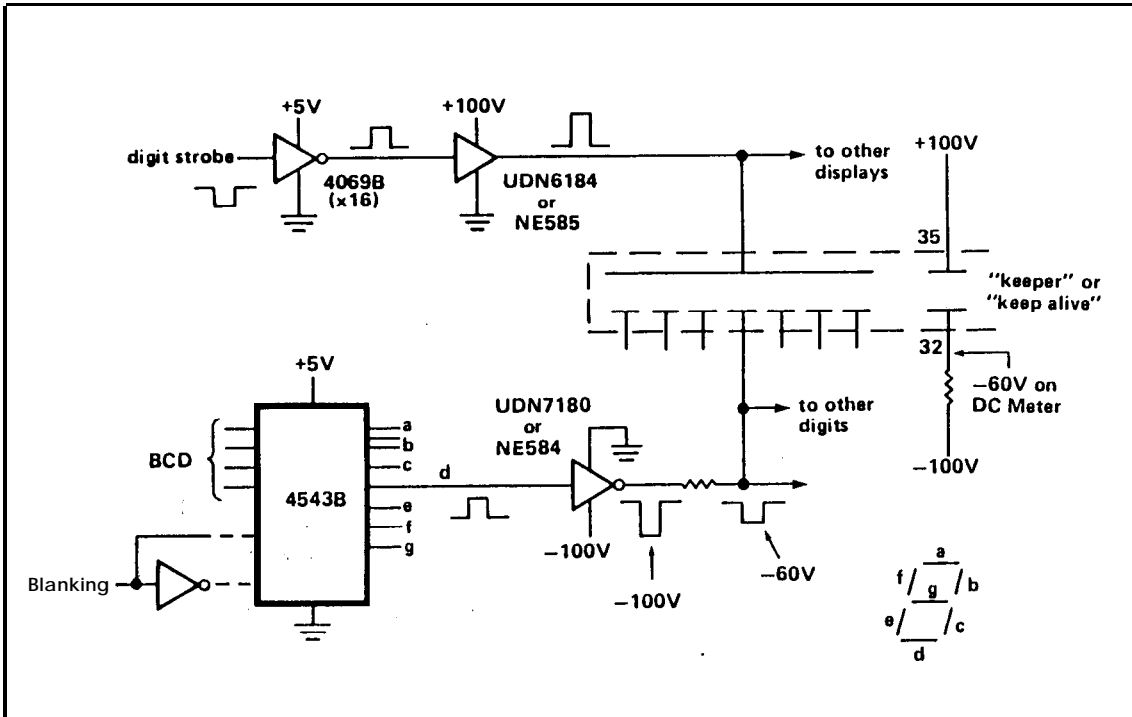 +5V
+100V
digit strobe
4069B
(x16)
UDN6184
or
NE585
to other
displays
+100V
35
"keeper" or
"keep alive"
32
−60V on
DC Meter
−100V
+5V
BCD
4543B
a
b
c
d
e
f
g
UDN7180
or
NE584
to other
digits
−100V
−60V
−100V
Blanking
a
f
g
b
e
c
d